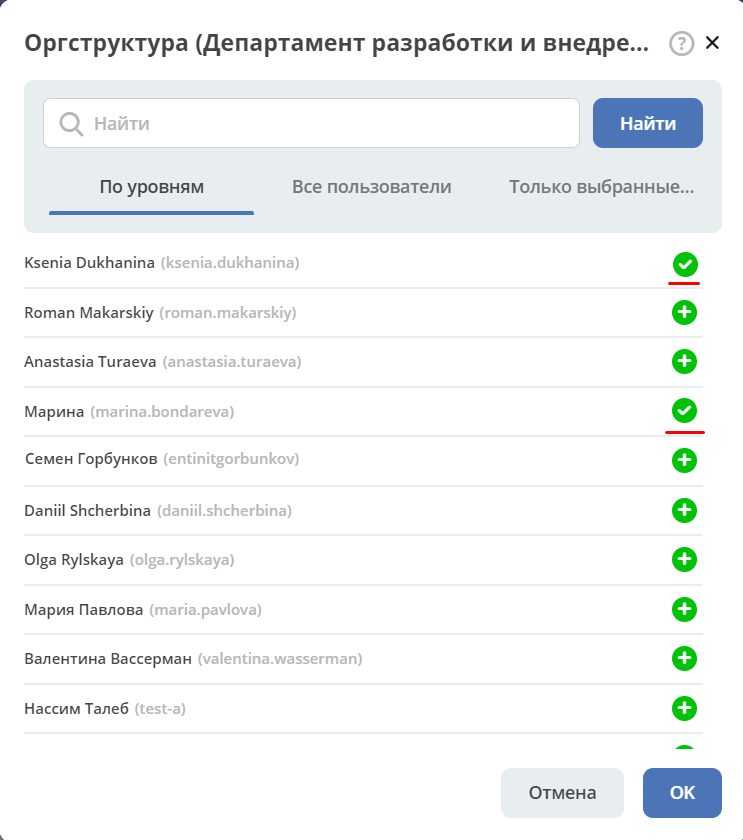 Оргструктура (Департамент разработки и внедре... ?
Найти Найти
По уровням Все пользователи Только выбранные...
Ksenia Dukhanina (ksenia.dukhanina)
Roman Makarskiy (roman.makarskiy)
Anastasia Turaeva (anastasia.turaeva)
Марина (marina.bondareva)
Семен Горбунков (entinitgorbunkov)
Daniil Shcherbina (daniil.shcherbina)
Olga Rylskaya (olga.rylskaya)
Мария Павлова (maria.pavlova)
Валентина Вассерман (valentina.wasserman)
Нассим Талеб (test-a)
Отмена OK